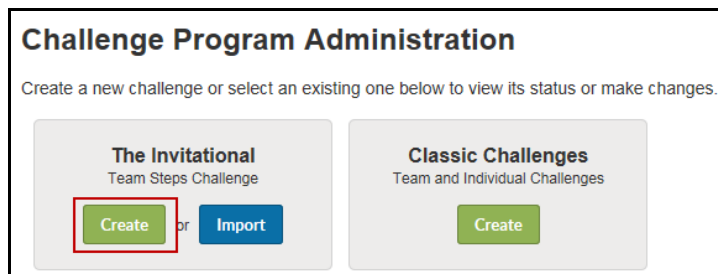 Challenge Program Administration
Create a new challenge or select an existing one below to view its status or make changes.
The Invitational
Team Steps Challenge
Create or Import
Classic Challenges
Team and Individual Challenges
Create